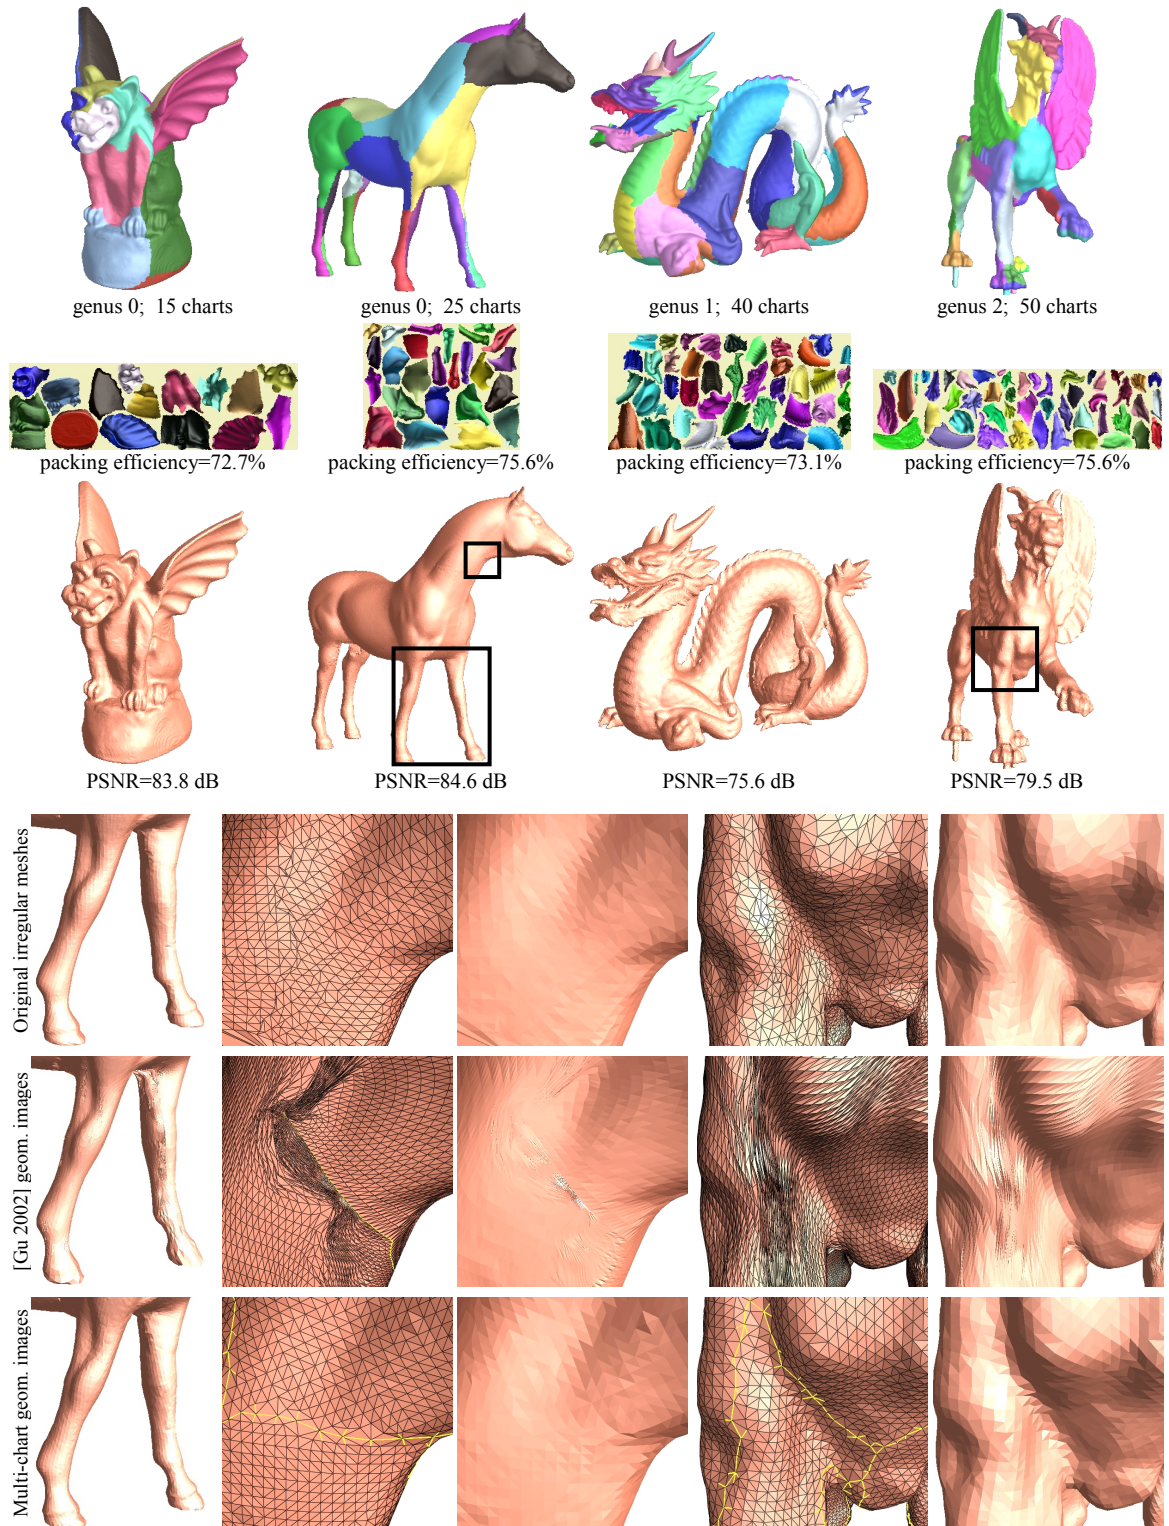 genus 0;  15 charts
genus 0;  25 charts
genus 1;  40 charts
genus 2;  50 charts
packing efficiency=72.7%
packing efficiency=75.6%
packing efficiency=73.1%
packing efficiency=75.6%
PSNR=83.8 dB
PSNR=84.6 dB
PSNR=75.6 dB
PSNR=79.5 dB
Original irregular meshes
[Gu 2002] geom. images
Multi-chart geom. images